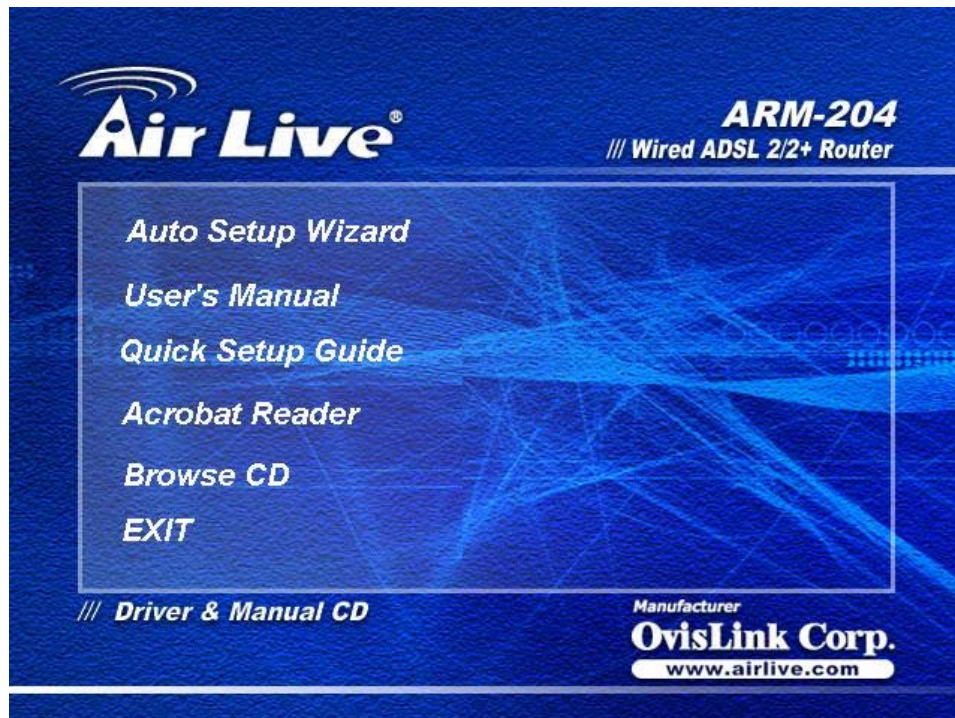 Air Live®
ARM-204
/// Wired ADSL 2/2+ Router
Auto Setup Wizard
User's Manual
Quick Setup Guide
Acrobat Reader
Browse CD
EXIT
/// Driver & Manual CD
Manufacturer
OvisLink Corp.
www.airlive.com